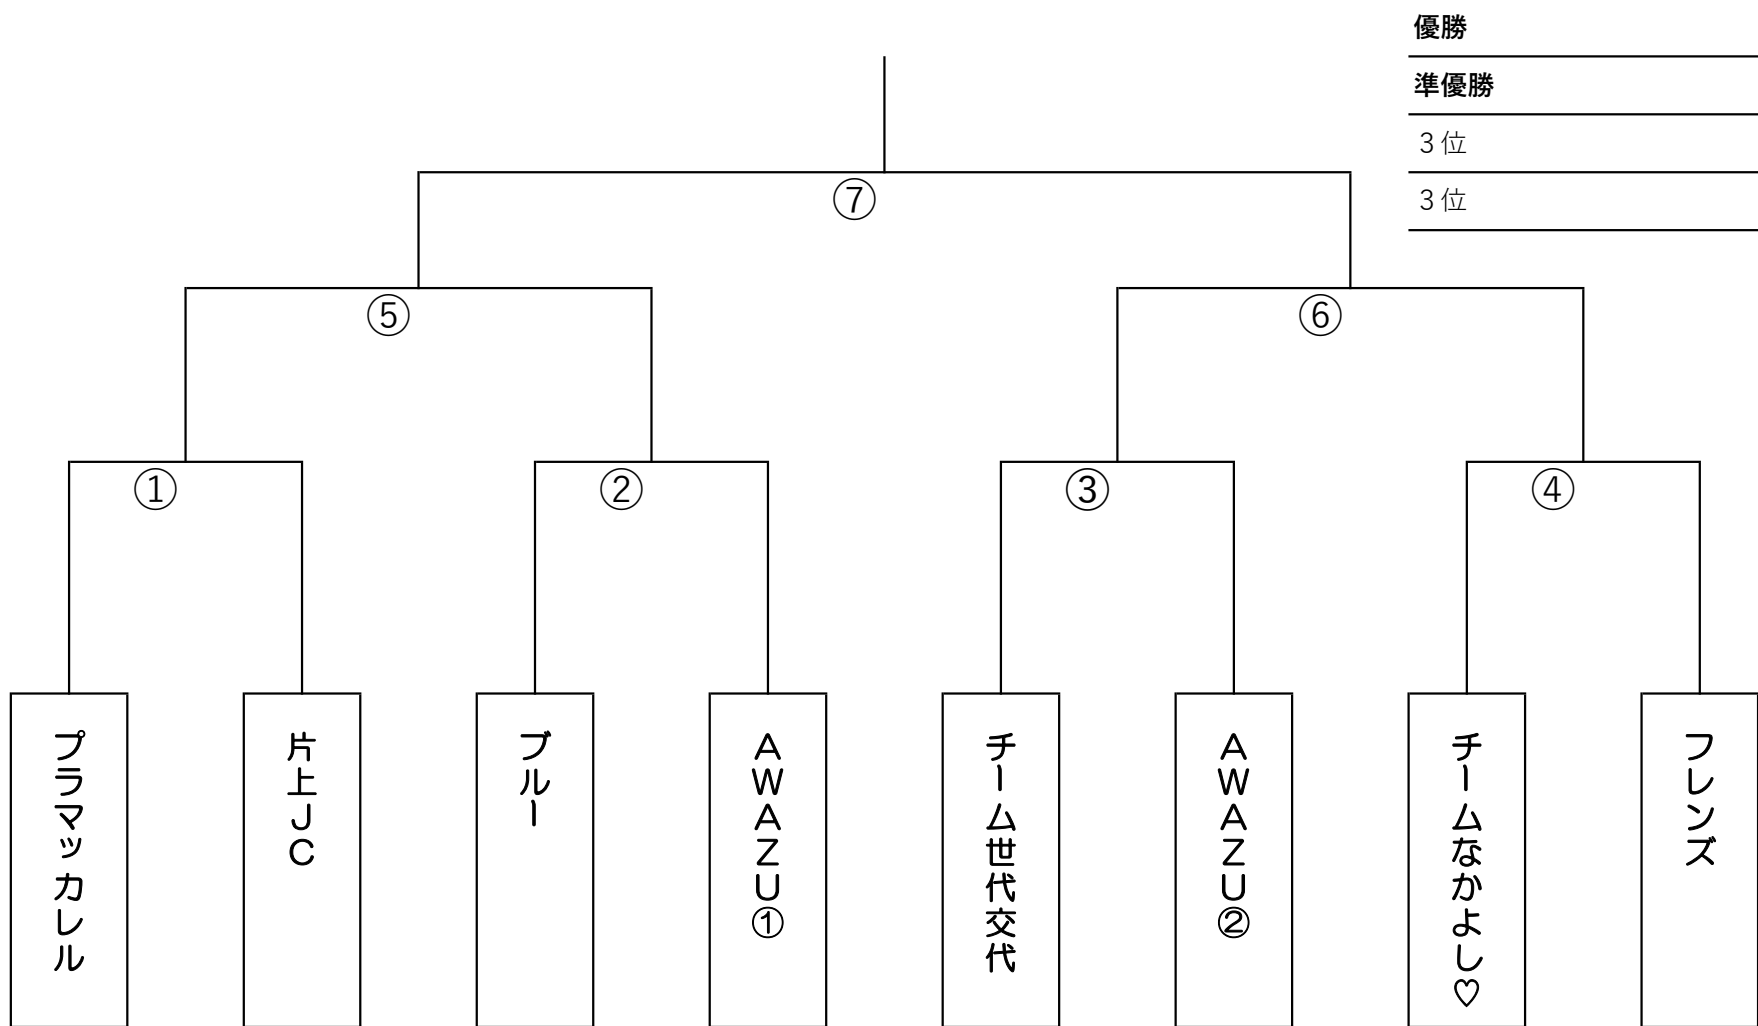 優勝
準優勝
３位
３位
⑦
⑤
⑥
①
②
③
④
プラマッカレル
片上ＪＣ
ブルー
ＡＷＡＺＵ①
チーム世代交代
ＡＷＡＺＵ②
チームなかよし♡
フレンズ